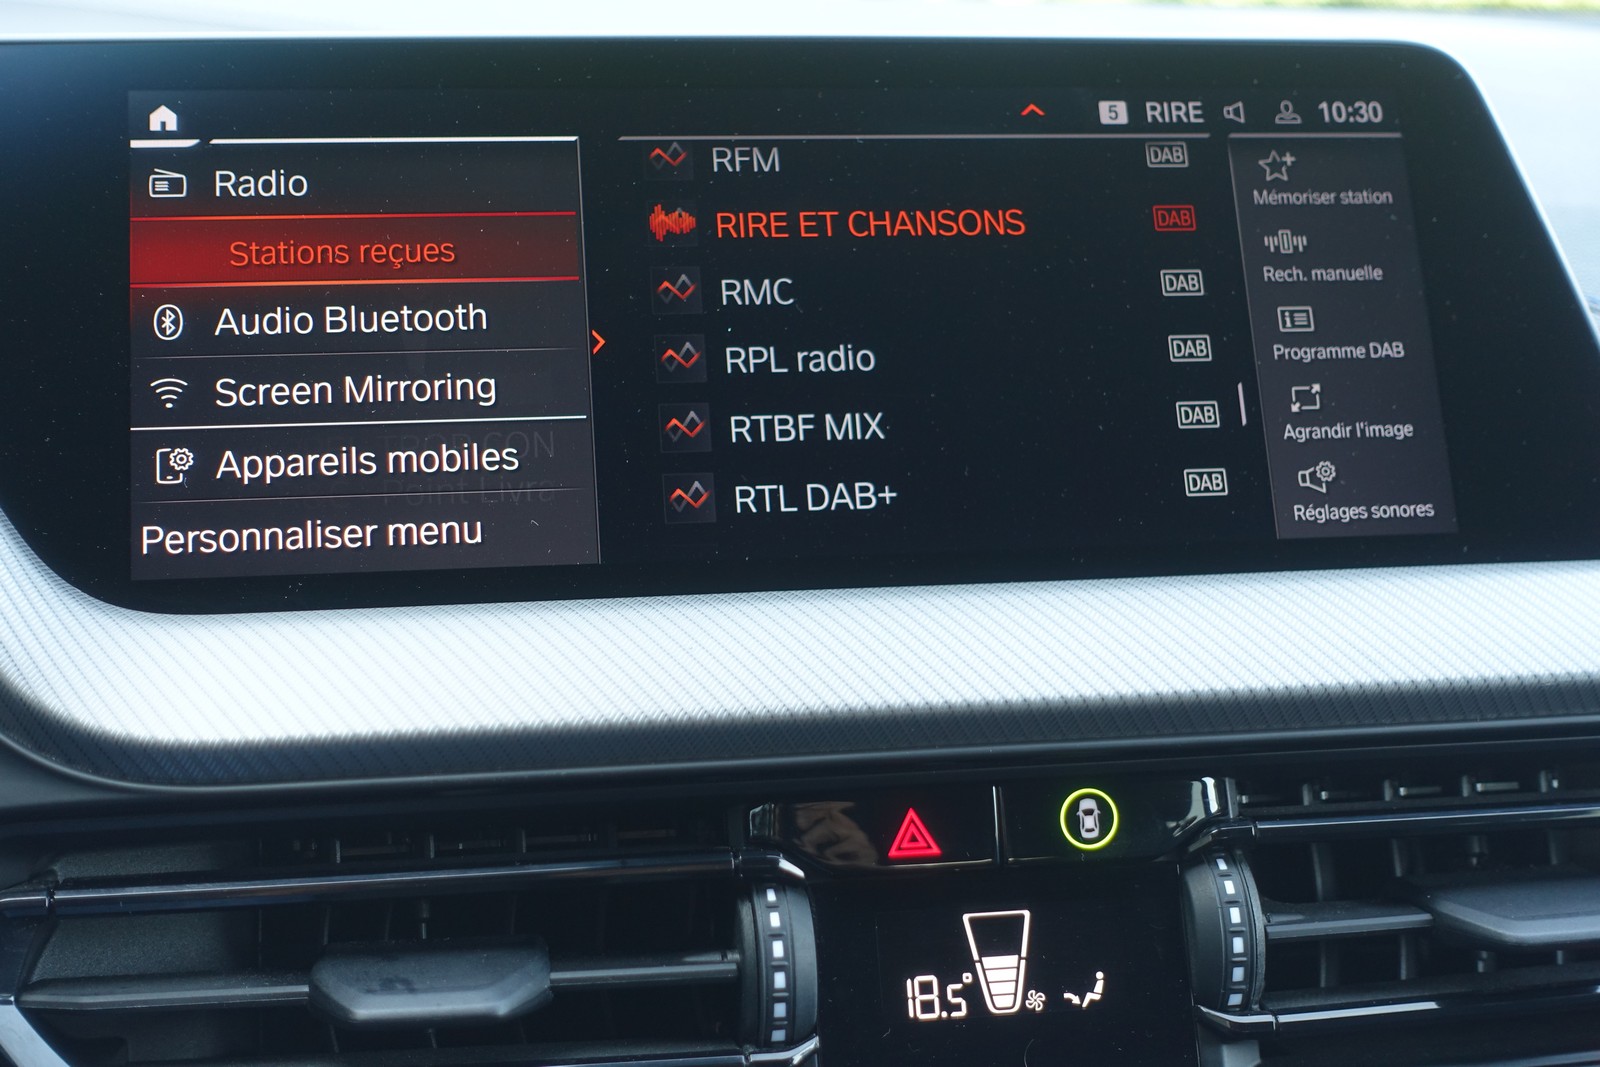 5 RIRE 10:30
Radio
Stations reçues
Audio Bluetooth
Screen Mirroring
Appareils mobiles
Personnaliser menu
RFM DAB
RIRE ET CHANSONS DAB
RMC DAB
RPL radio DAB
RTBF MIX DAB
RTL DAB+ DAB
Mémoriser station
Rech. manuelle
Programme DAB
Agrandir l'image
Réglages sonores
18.5°